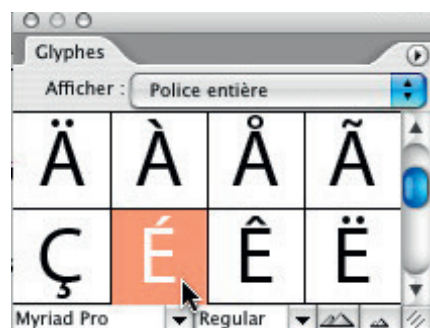 Glyphes
Afficher : Police entière
Ä À Å Ã
Ç É Ê Ë
Myriad Pro Regular